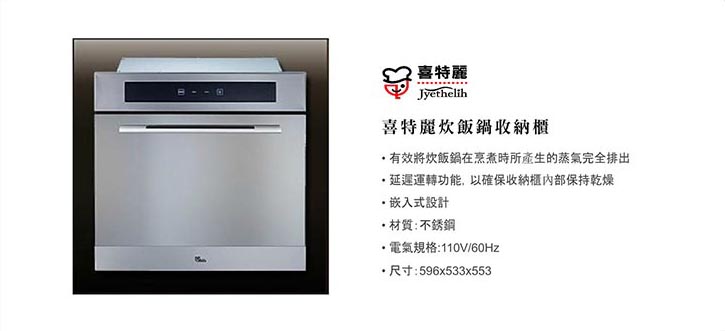 喜特麗
Jyethelih
喜特麗炊飯鍋收納櫃
• 有效將炊飯鍋在烹煮時所產生的蒸氣完全排出
• 延遲運轉功能, 以確保收納櫃內部保持乾燥
• 嵌入式設計
• 材質:不銹鋼
• 電氣規格:110V/60Hz
• 尺寸:596x533x553